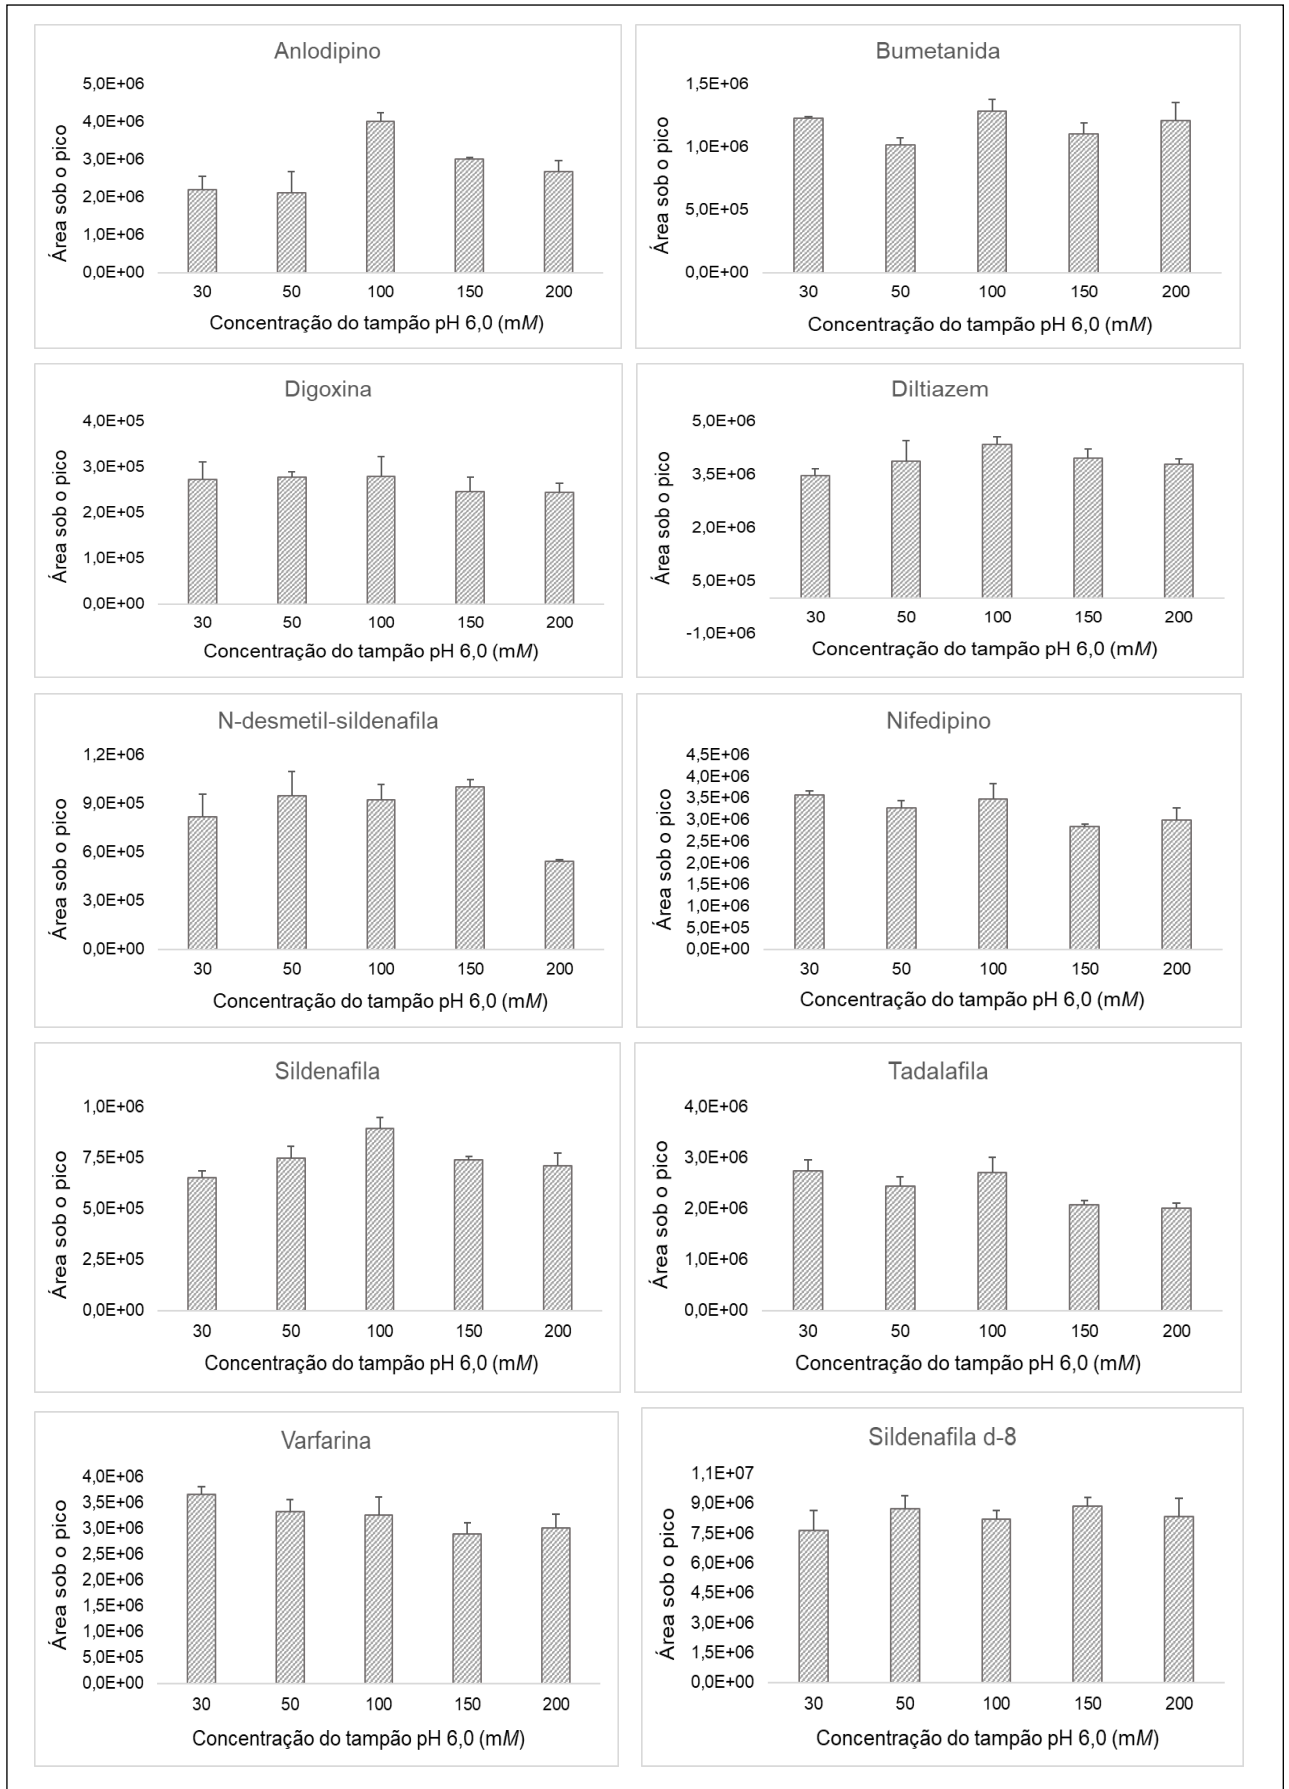 Anlodipino
Área sob o pico
5,0E+06
4,0E+06
3,0E+06
2,0E+06
1,0E+06
0,0E+00
30 50 100 150 200
Concentração do tampão pH 6,0 (mM)
Bumetanida
Área sob o pico
1,5E+06
1,0E+06
5,0E+05
0,0E+00
30 50 100 150 200
Concentração do tampão pH 6,0 (mM)
Digoxina
Área sob o pico
4,0E+05
3,0E+05
2,0E+05
1,0E+05
0,0E+00
30 50 100 150 200
Concentração do tampão pH 6,0 (mM)
Diltiazem
Área sob o pico
5,0E+06
3,5E+06
2,0E+06
5,0E+05
-1,0E+06
30 50 100 150 200
Concentração do tampão pH 6,0 (mM)
N-desmetil-sildenafila
Área sob o pico
1,2E+06
9,0E+05
6,0E+05
3,0E+05
0,0E+00
30 50 100 150 200
Concentração do tampão pH 6,0 (mM)
Nifedipino
Área sob o pico
4,5E+06
4,0E+06
3,5E+06
3,0E+06
2,5E+06
2,0E+06
1,5E+06
1,0E+06
5,0E+05
0,0E+00
30 50 100 150 200
Concentração do tampão pH 6,0 (mM)
Sildenafila
Área sob o pico
1,0E+06
7,5E+05
5,0E+05
2,5E+05
0,0E+00
30 50 100 150 200
Concentração do tampão pH 6,0 (mM)
Tadalafila
Área sob o pico
4,0E+06
3,0E+06
2,0E+06
1,0E+06
0,0E+00
30 50 100 150 200
Concentração do tampão pH 6,0 (mM)
Varfarina
Área sob o pico
4,0E+06
3,5E+06
3,0E+06
2,5E+06
2,0E+06
1,5E+06
1,0E+06
5,0E+05
0,0E+00
30 50 100 150 200
Concentração do tampão pH 6,0 (mM)
Sildenafila d-8
Área sob o pico
1,1E+07
9,0E+06
7,5E+06
6,0E+06
4,5E+06
3,0E+06
1,5E+06
0,0E+00
30 50 100 150 200
Concentração do tampão pH 6,0 (mM)